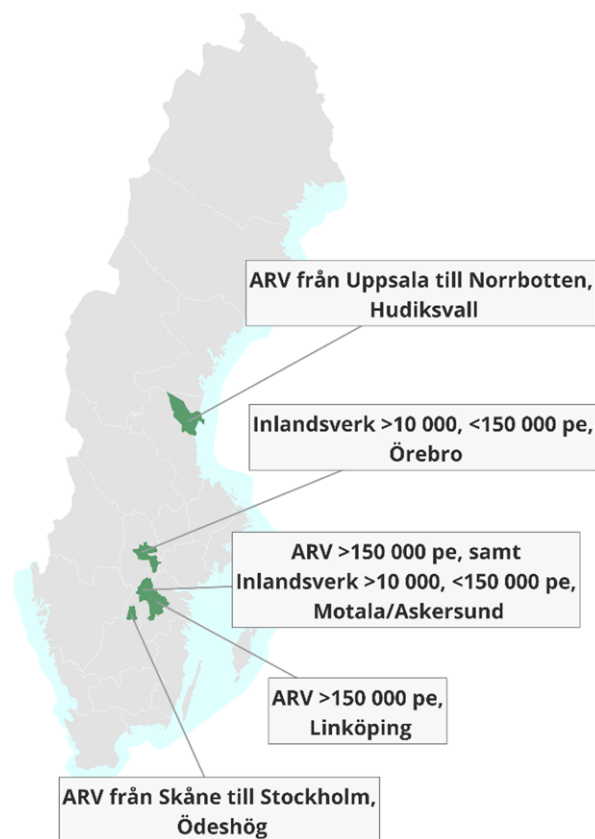 ARV från Uppsala till Norrbotten,
Hudiksvall
Inlandsverk >10 000, <150 000 pe,
Örebro
ARV >150 000 pe, samt
Inlandsverk >10 000, <150 000 pe,
Motala/Askersund
ARV >150 000 pe,
Linköping
ARV från Skåne till Stockholm,
Ödeshög